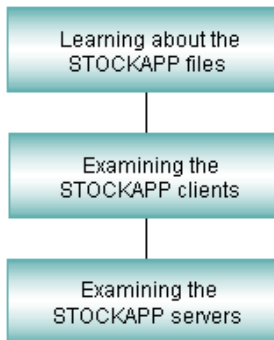 Learning about the
STOCKAPP files
Examining the
STOCKAPP clients
Examining the
STOCKAPP servers